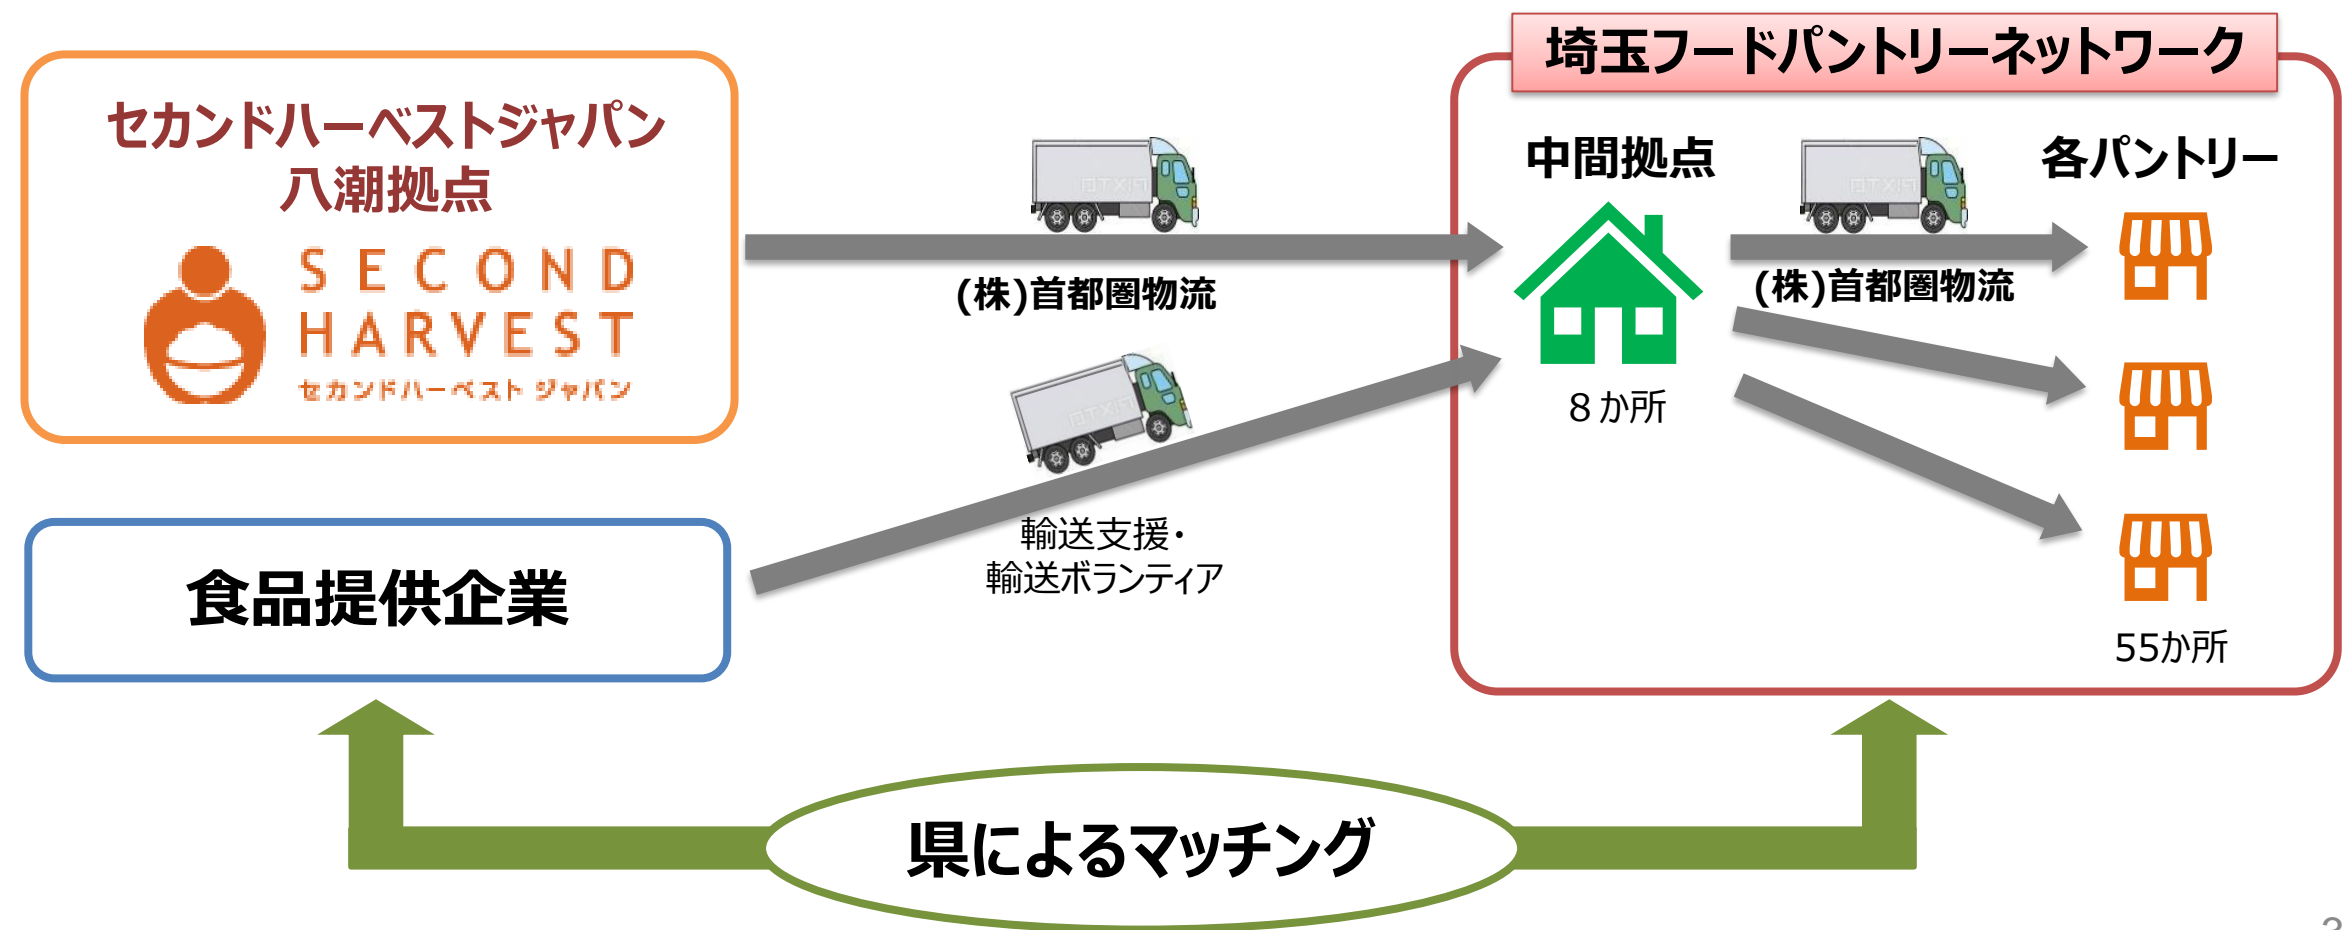 埼玉フードパントリーネットワーク
セカンドハーベストジャパン
八潮拠点
SECOND
HARVEST
セカンドハーベスト ジャパン
(株)首都圏物流
中間拠点
8か所
(株)首都圏物流
各パントリー
55か所
食品提供企業
輸送支援・
輸送ボランティア
県によるマッチング